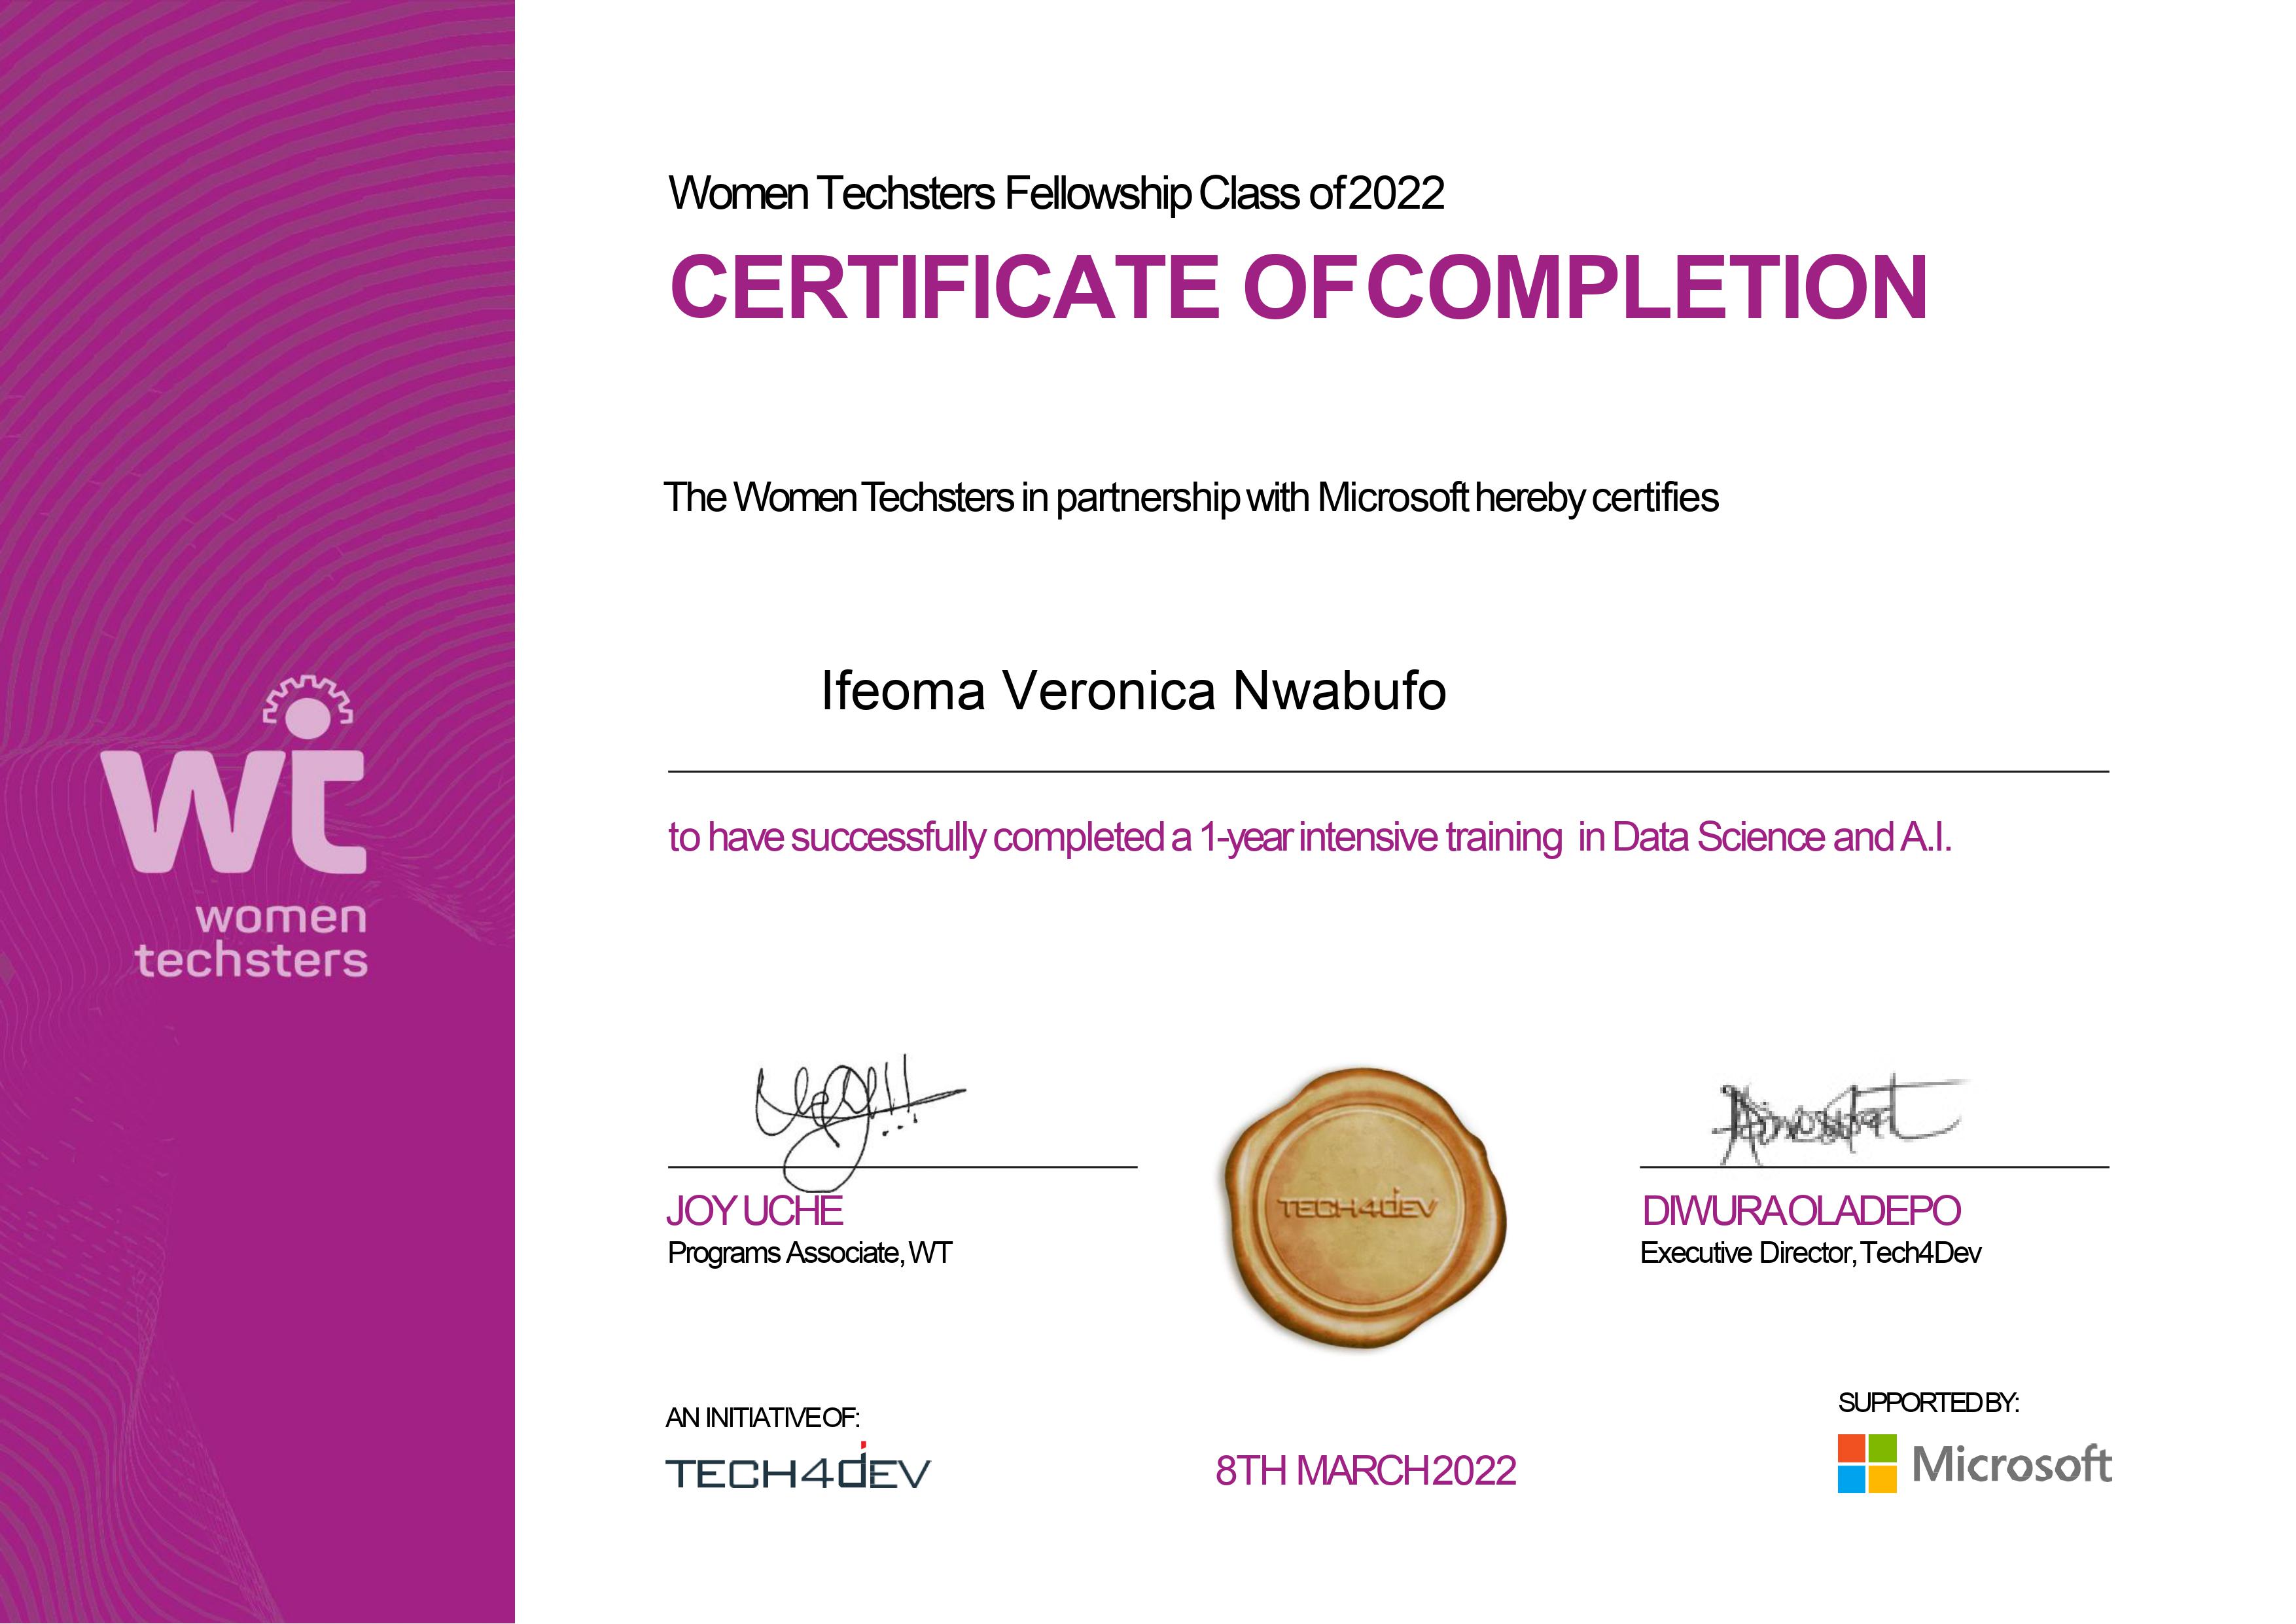 Women Techsters Fellowship Class of 2022
CERTIFICATE OF COMPLETION
The Women Techsters in partnership with Microsoft hereby certifies
Ifeoma Veronica Nwabufo
to have successfully completed a 1-year intensive training in Data Science and A.I.
wt
women
techsters
JOY UCHE
Programs Associate, WT
TECH4DEV
DIWURA OLADEPO
Executive Director, Tech4Dev
AN INITIATIVE OF:
TECH4DEV
8TH MARCH 2022
SUPPORTED BY:
Microsoft